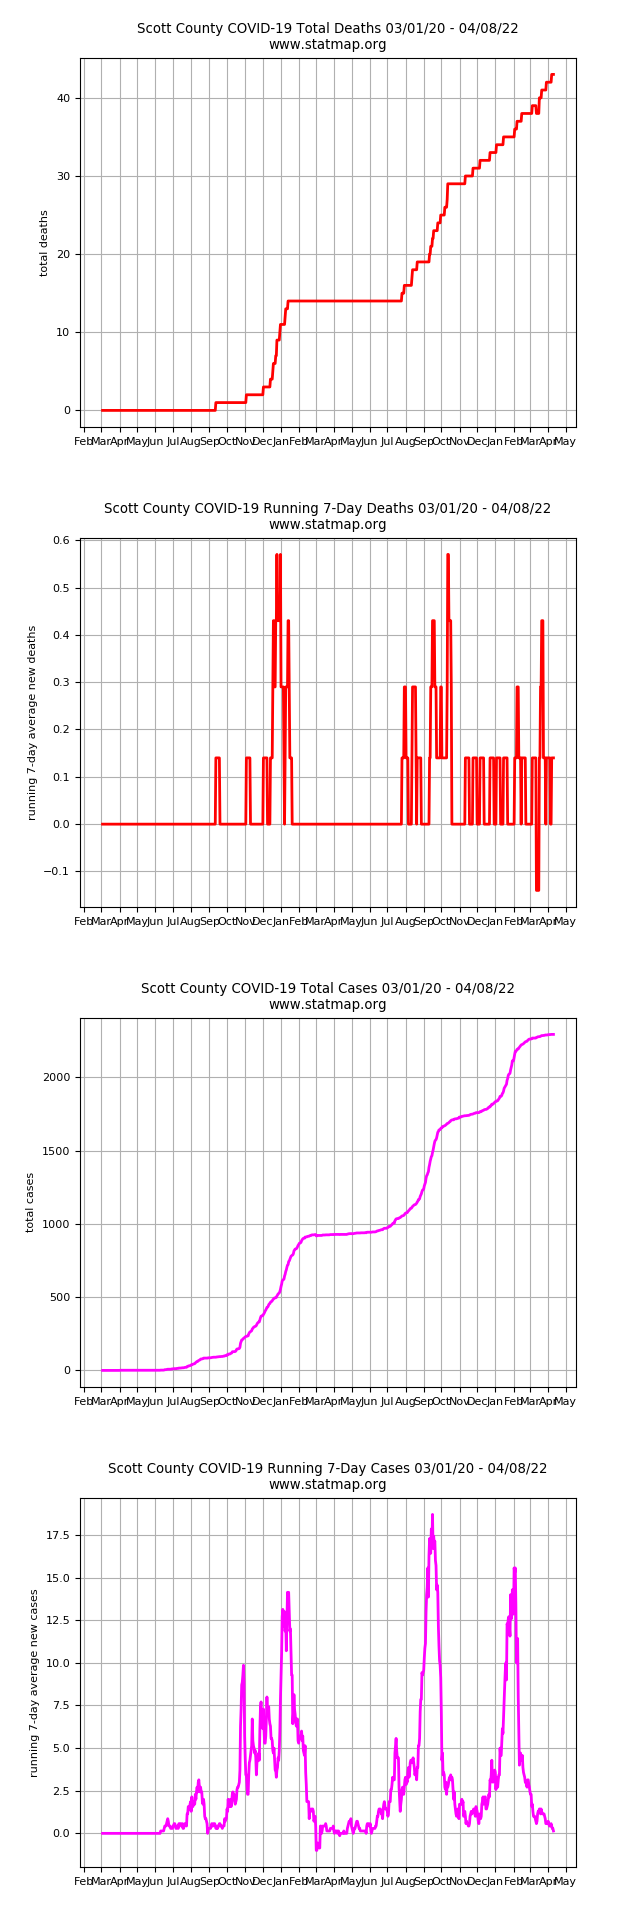 Scott County COVID-19 Total Deaths 03/01/20 - 04/08/22
www.statmap.org
40
30
20
10
0
total deaths
Feb Mar Apr May Jun Jul Aug Sep Oct Nov Dec Jan Feb Mar Apr May Jun Jul Aug Sep Oct Nov Dec Jan Feb Mar Apr May
Scott County COVID-19 Running 7-Day Deaths 03/01/20 - 04/08/22
www.statmap.org
0.6
0.5
0.4
0.3
0.2
0.1
0.0
−0.1
running 7-day average new deaths
Feb Mar Apr May Jun Jul Aug Sep Oct Nov Dec Jan Feb Mar Apr May Jun Jul Aug Sep Oct Nov Dec Jan Feb Mar Apr May
Scott County COVID-19 Total Cases 03/01/20 - 04/08/22
www.statmap.org
2000
1500
1000
500
0
total cases
Feb Mar Apr May Jun Jul Aug Sep Oct Nov Dec Jan Feb Mar Apr May Jun Jul Aug Sep Oct Nov Dec Jan Feb Mar Apr May
Scott County COVID-19 Running 7-Day Cases 03/01/20 - 04/08/22
www.statmap.org
17.5
15.0
12.5
10.0
7.5
5.0
2.5
0.0
running 7-day average new cases
Feb Mar Apr May Jun Jul Aug Sep Oct Nov Dec Jan Feb Mar Apr May Jun Jul Aug Sep Oct Nov Dec Jan Feb Mar Apr May